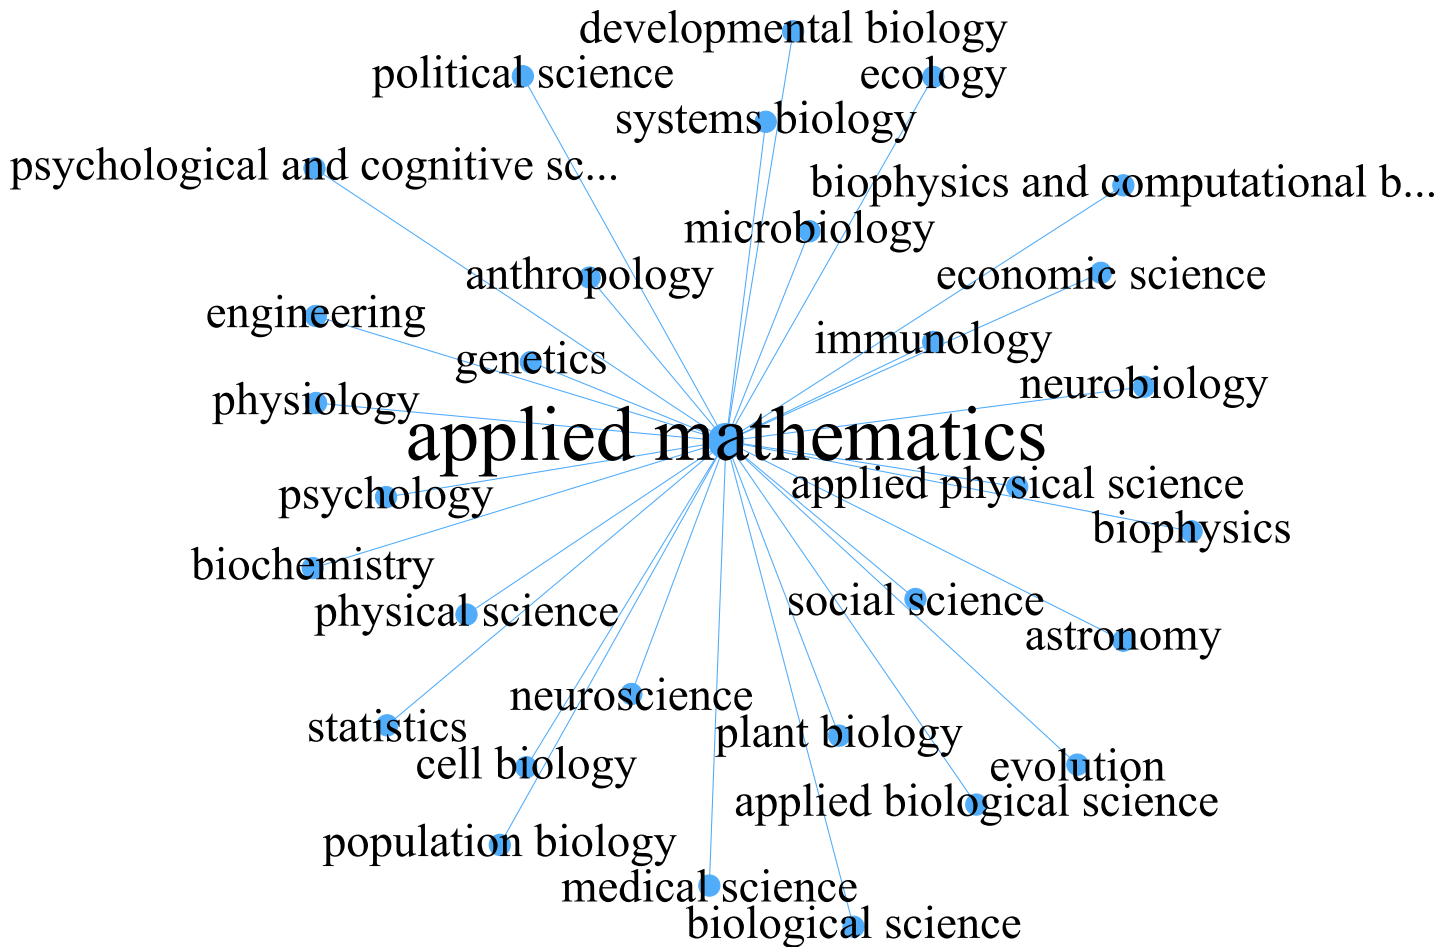 developmental biology
political science
ecology
systems biology
psychological and cognitive sc...
biophysics and computational b...
microbiology
anthropology
economic science
engineering
immunology
genetics
neurobiology
physiology
applied mathematics
psychology
applied physical science
biophysics
biochemistry
physical science
social science
astronomy
neuroscience
statistics
plant biology
cell biology
evolution
applied biological science
population biology
medical science
biological science